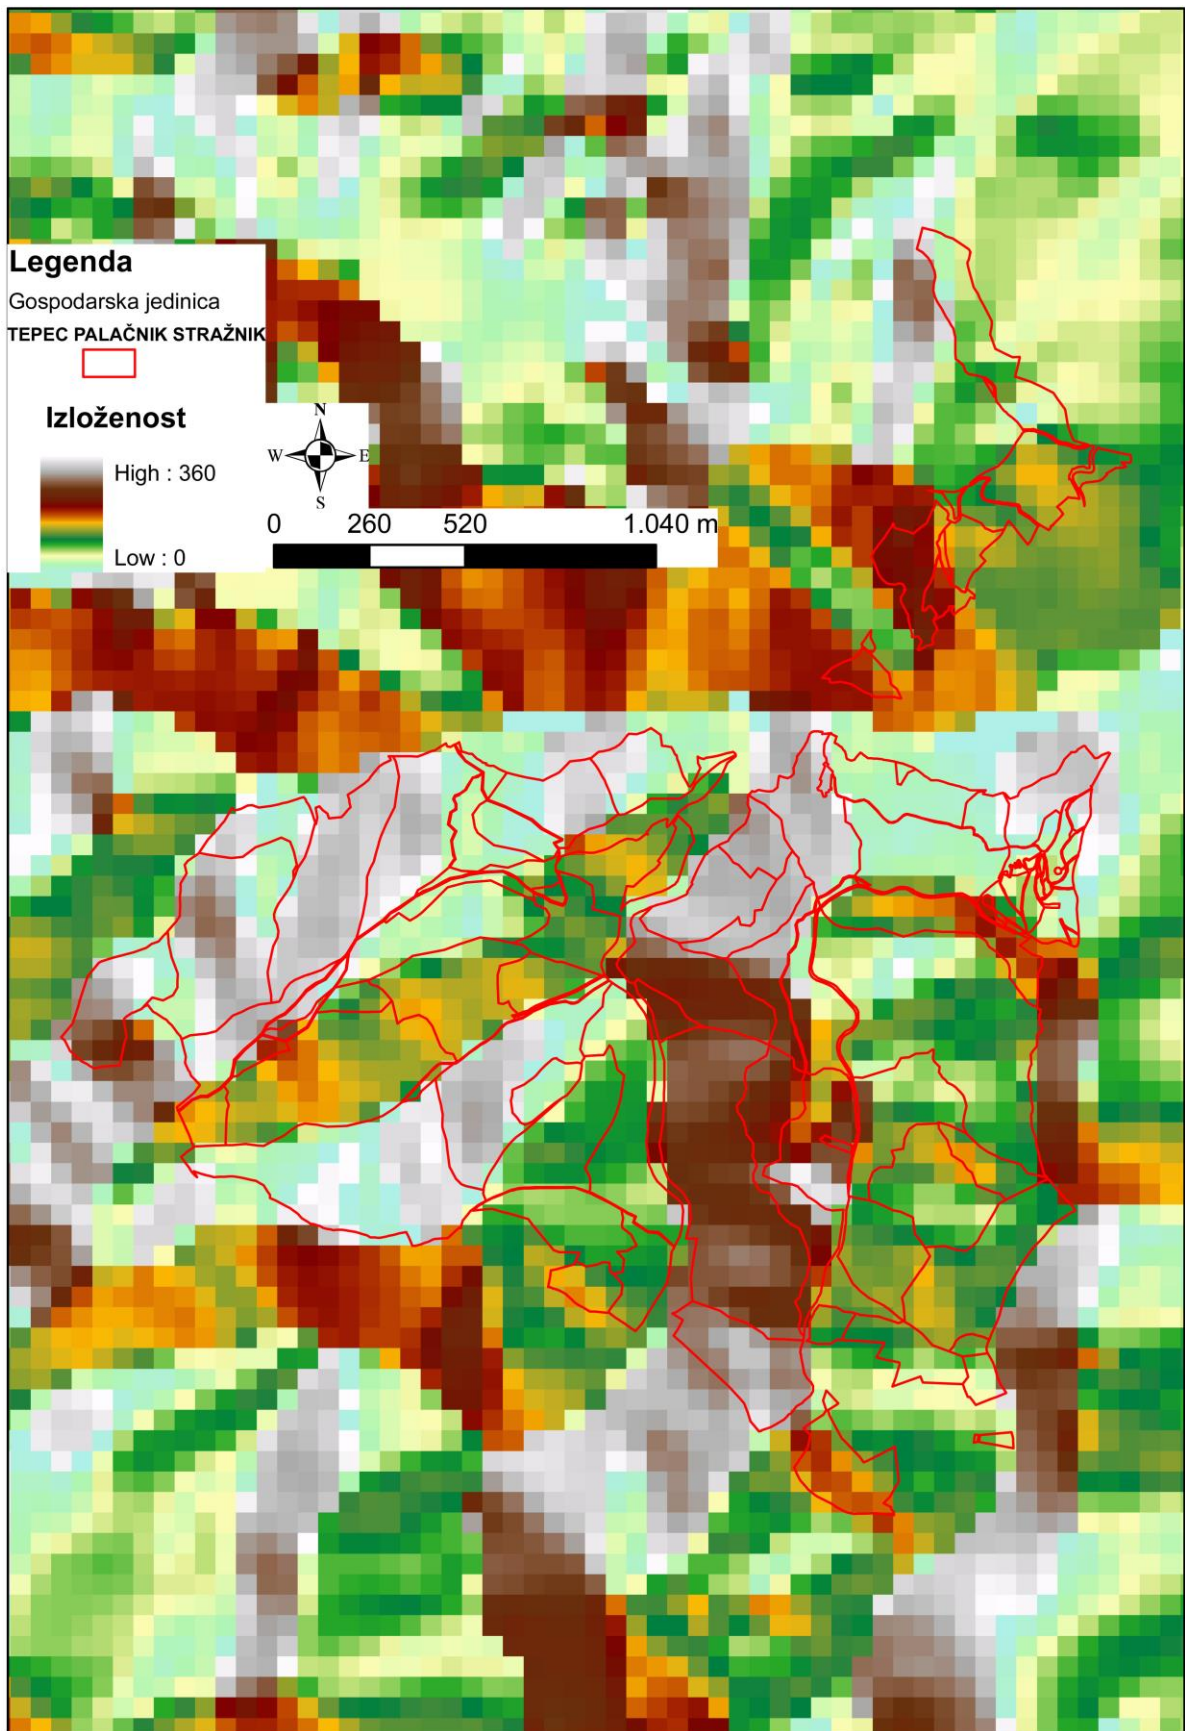 Legenda
Gospodarska jedinica
TEPEC PALAČNIK STRAŽNIK
Izloženost
High : 360
Low : 0
N
W E
S
0 260 520 1.040 m